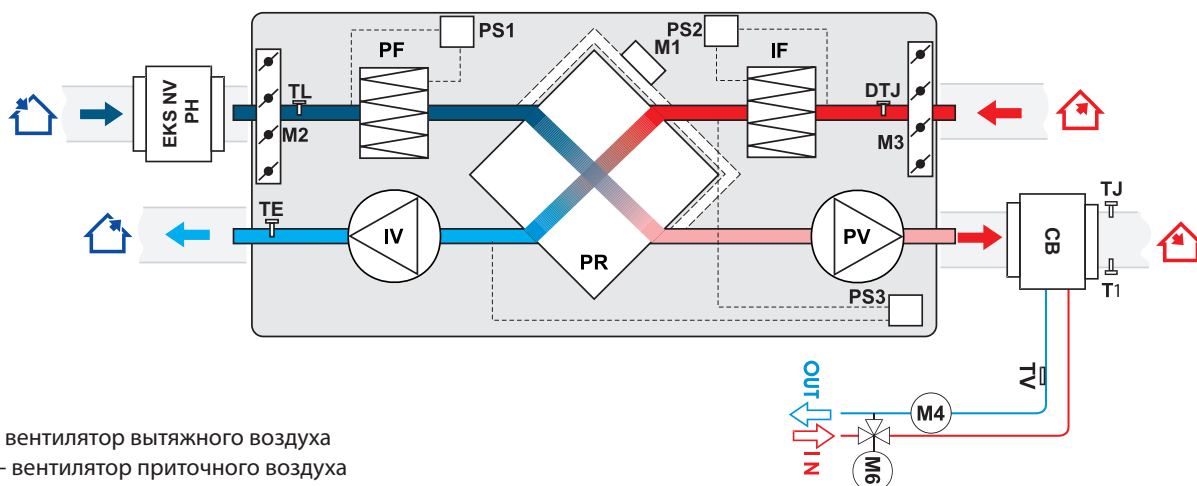 PS1
PS2
PF
M1
IF
EKS NV
PH
TL
DTJ
M2
M3
TE
TJ
IV
PR
PV
CB
PS3
T1
TV
OUT
M4
IN
M6
вентилятор вытяжного воздуха
– вентилятор приточного воздуха